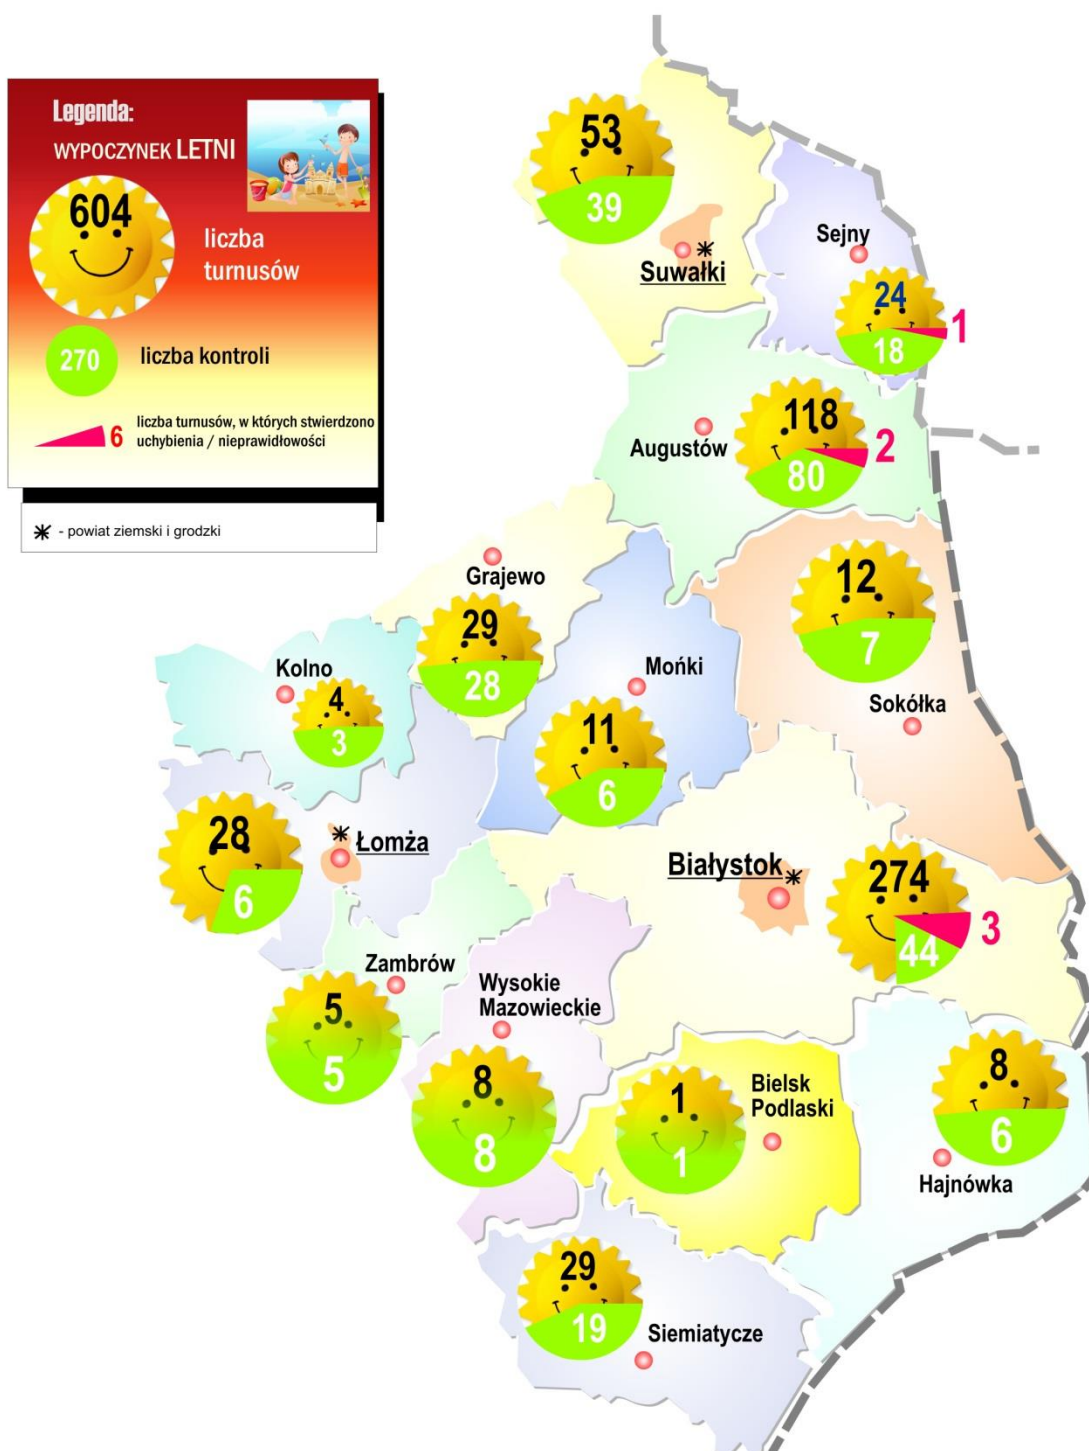 Legenda:
WYPOCZYNEK LETNI
604
liczba
turnusów
270
liczba kontroli
6
liczba turnusów, w których stwierdzono
uchybienia / nieprawidłowości
- powiat ziemski i grodzki
53
39
Suwałki
Sejny
24
1
18
Augustów
118
2
80
Grajewo
29
28
12
7
Sokółka
Kolno
4
3
Mońki
11
6
28
6
Łomża
Białystok
274
3
44
Zambrów
5
5
Wysokie
Mazowieckie
8
8
Bielsk
Podlaski
1
1
8
6
Hajnówka
29
19
Siemiatycze